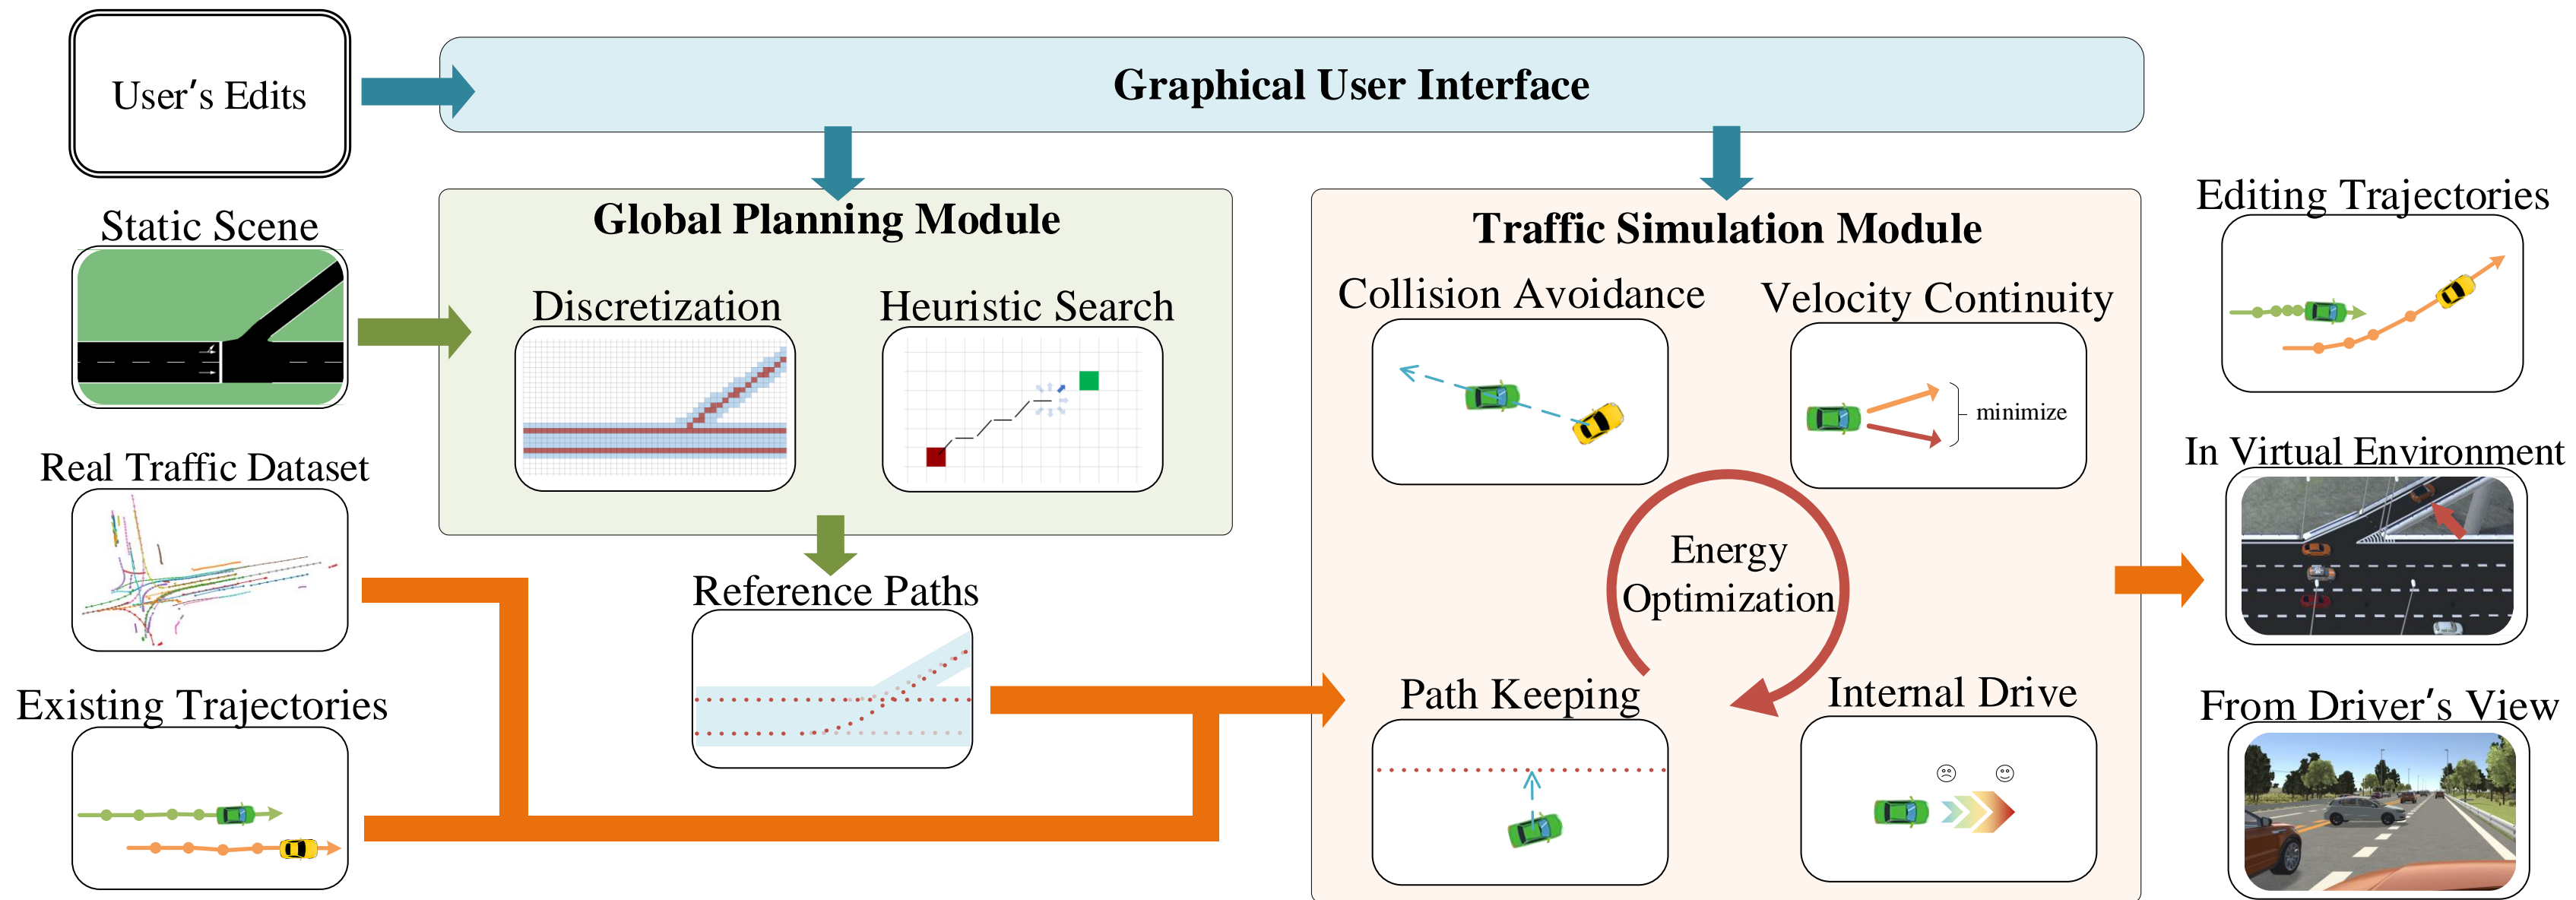 User’s Edits
Graphical User Interface
Static Scene
Real Traffic Dataset
Existing Trajectories
Global Planning Module
Discretization
Heuristic Search
Reference Paths
Traffic Simulation Module
Collision Avoidance
Velocity Continuity
minimize
Energy
Optimization
Path Keeping
Internal Drive
Editing Trajectories
In Virtual Environment
From Driver’s View